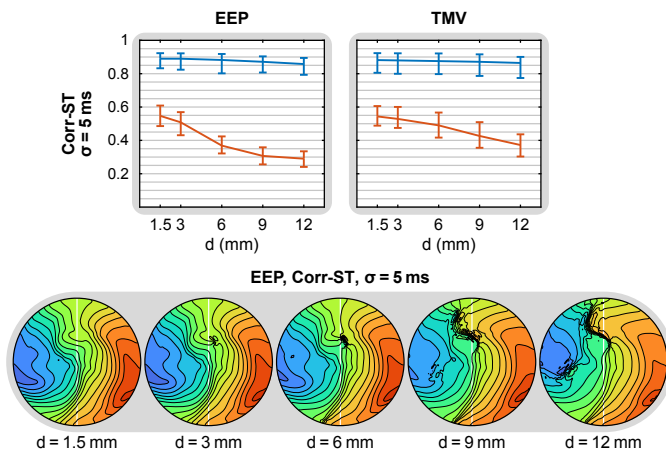 EEP
TMV
Corr-ST
σ = 5 ms
1
0.8
0.6
0.4
0.2
1.5 3 6 9 12
d (mm)
1.5 3 6 9 12
d (mm)
EEP, Corr-ST, σ = 5 ms
d = 1.5 mm
d = 3 mm
d = 6 mm
d = 9 mm
d = 12 mm